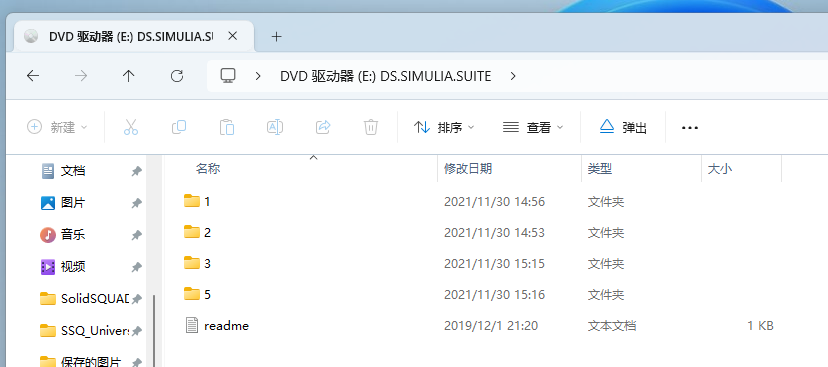 DVD 驱动器 (E:) DS.SIMULIA.SU
DVD 驱动器 (E:) DS.SIMULIA.SUITE
新建
排序
查看
弹出
名称 修改日期 类型 大小
文档
图片
音乐
视频
SolidSQUAD
SSQ_Univers
保存的图片
1 2021/11/30 14:56 文件夹
2 2021/11/30 14:53 文件夹
3 2021/11/30 15:15 文件夹
5 2021/11/30 15:16 文件夹
readme 2019/12/1 21:20 文本文档 1 KB